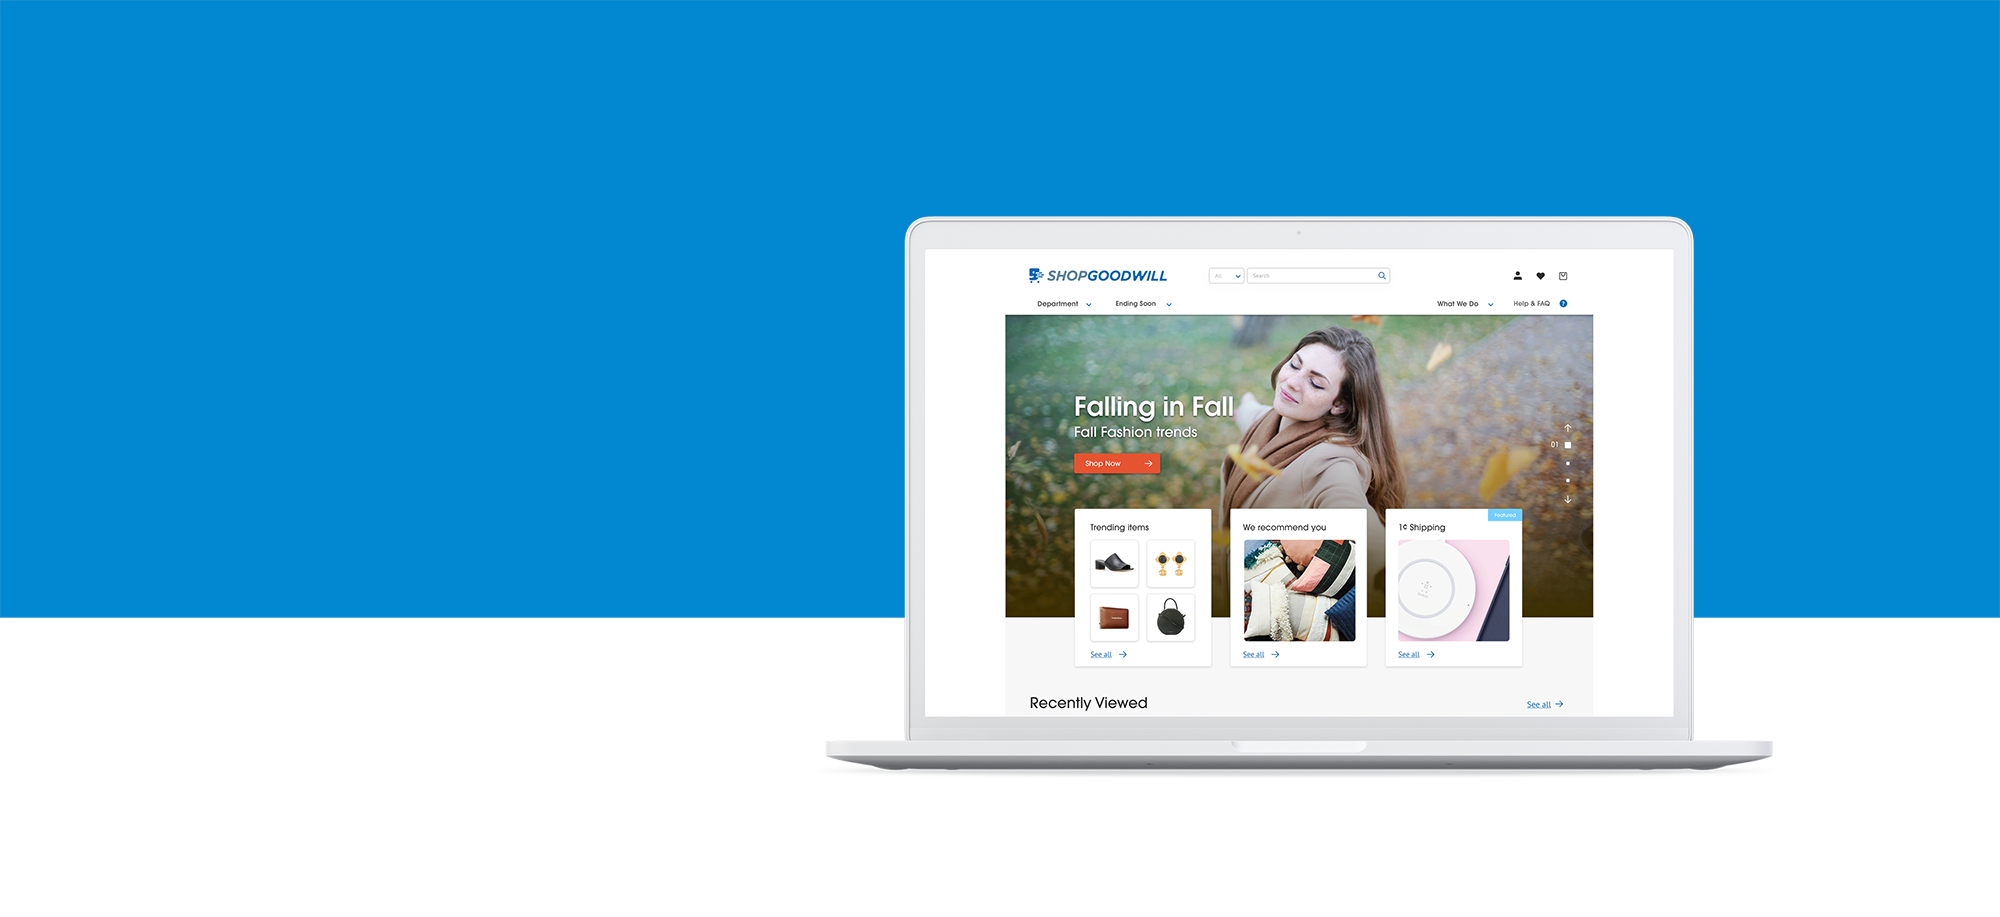 SHOPGOODWILL
All
Search
Department
Ending Soon
What We Do
Help & FAQ
?
Falling in Fall
Fall Fashion trends
Shop Now
01
Trending items
We recommend you
Featured
1¢ Shipping
See all
See all
See all
Recently Viewed
See all